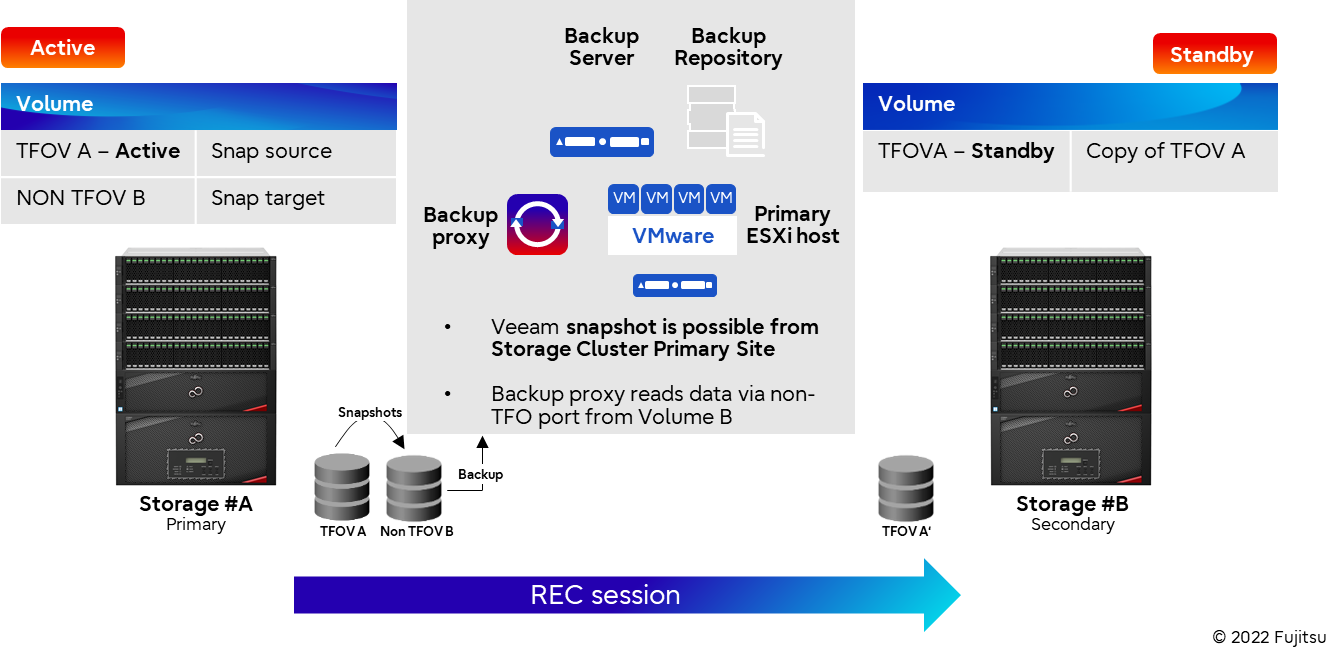 Active
Volume
TFOV A – Active
Snap source
NON TFOV B
Snap target
Backup
Server
Backup
Repository
Backup
proxy
VM VM VM VM
VMware
Primary
ESXi host
• Veeam snapshot is possible from
Storage Cluster Primary Site
• Backup proxy reads data via non-
TFO port from Volume B
Standby
Volume
TFOVA – Standby
Copy of TFOV A
Snapshots
Backup
TFOV A
Non TFOV B
Storage #A
Primary
TFOV A‘
Storage #B
Secondary
REC session
© 2022 Fujitsu